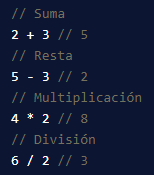 // Suma
2 + 3 // 5
// Resta
5 - 3 // 2
// Multiplicación
4 * 2 // 8
// División
6 / 2 // 3